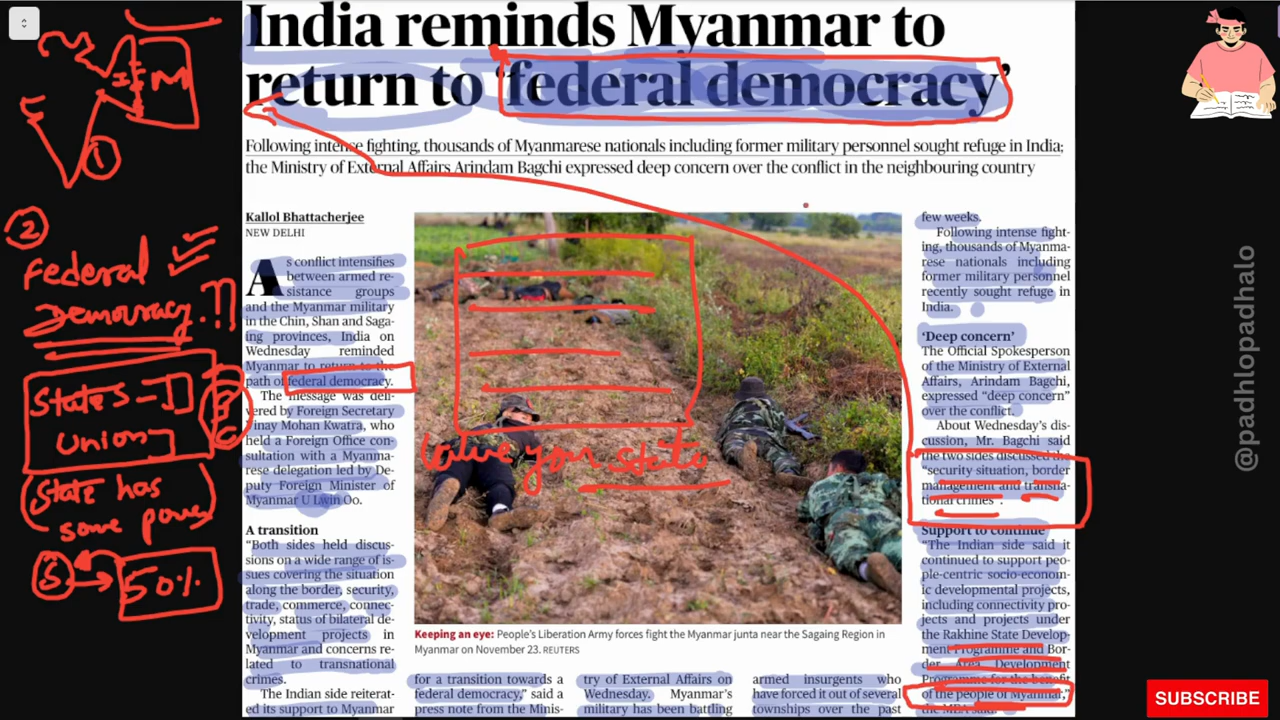 India reminds Myanmar to
return to ‘federal democracy’
Following intense fighting, thousands of Myanmarese nationals including former military personnel sought refuge in India;
the Ministry of External Affairs Arindam Bagchi expressed deep concern over the conflict in the neighbouring country
Kallol Bhattacherjee
NEW DELHI
As conflict intensifies
between armed re-
sistance groups
and the Myanmar military
in the Chin, Shan and Saga-
ing provinces, India on
Wednesday reminded
Myanmar to return to the
path of federal democracy.
The message was deli-
vered by Foreign Secretary
Vinay Mohan Kwatra, who
held a Foreign Office con-
sultation with a Myanma-
rese delegation led by De-
puty Foreign Minister of
Myanmar U Lwin Oo.
A transition
“Both sides held discus-
sions on a wide range of is-
sues covering the situation
along the border, security,
trade, commerce, connec-
tivity, status of bilateral de-
velopment projects in
Myanmar and concerns re-
lated to transnational
crimes.
The Indian side reiterat-
ed its support to Myanmar
for a transition towards a
federal democracy,” said a
press note from the Minis-
try of External Affairs on
Wednesday. Myanmar’s
military has been battling
armed insurgents who
have forced it out of several
townships over the past
few weeks.
Following intense fight-
ing, thousands of Myanma-
rese nationals including
former military personnel
recently sought refuge in
India.
‘Deep concern’
The Official Spokesperson
of the Ministry of External
Affairs, Arindam Bagchi,
expressed “deep concern”
over the conflict.
About Wednesday’s dis-
cussion, Mr. Bagchi said
the two sides discussed the
“security situation, border
management and transna-
tional crimes”.
Support to continue
“The Indian side said it
continued to support peo-
ple-centric socio-econom-
ic developmental projects,
including connectivity pro-
jects and projects under
the Rakhine State Develop-
ment Programme and Bor-
der Area Development
Programme for the benefit
of the people of Myanmar,”
the MEA said.
Keeping an eye: People’s Liberation Army forces fight the Myanmar junta near the Sagaing Region in
Myanmar on November 23. REUTERS
M
I
①
②
federal
Democracy.??
States -
Union
State has
some power
③
50%
your state
@padhlopadhalo
SUBSCRIBE